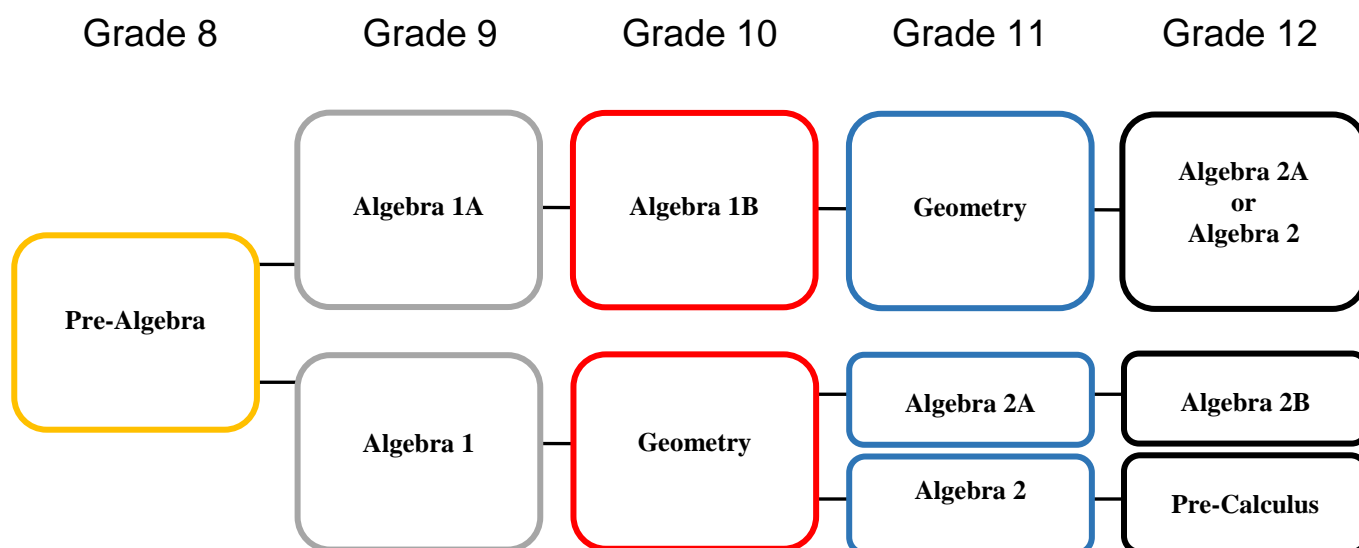 Grade 8 Grade 9 Grade 10 Grade 11 Grade 12
Algebra 1A
Algebra 1B
Geometry
Algebra 2A
or
Algebra 2
Pre-Algebra
Algebra 1
Geometry
Algebra 2A
Algebra 2B
Algebra 2
Pre-Calculus